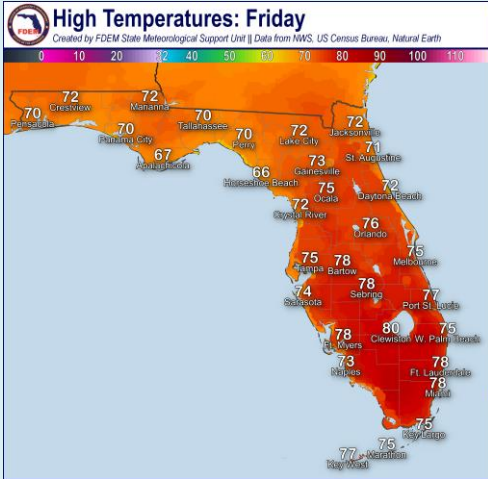 High Temperatures: Friday
Created by FDEM State Meteorological Support Unit || Data from NWS, US Census Bureau, Natural Earth
FDEM
0 10 20 32 40 50 60 70 80 90 100 110
72
Crestview
72
Marianna
70
Pensacola
70
Panama City
70
Tallahassee
70
Perry
72
Lake City
72
Jacksonville
67
Apalachicola
71
St. Augustine
66
Horseshoe Beach
73
Gainesville
75
Ocala
72
Daytona Beach
72
Crystal River
76
Orlando
75
Tampa
78
Bartow
75
Melbourne
74
Sarasota
78
Sebring
77
Port St. Lucie
78
Ft. Myers
80
Clewiston
75
W. Palm Beach
73
Naples
78
Ft. Lauderdale
78
Miami
75
Key Largo
75
Marathon
77
Key West